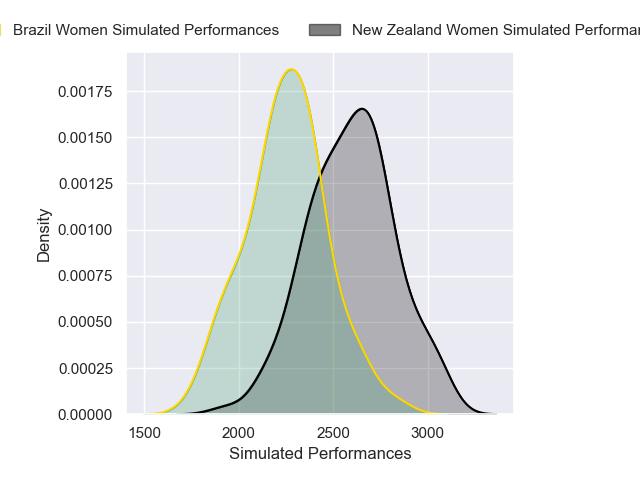 Brazil Women Simulated Performances
New Zealand Women Simulated
0.00175
0.00150
0.00125
0.00100
0.00075
0.00050
0.00025
0.00000
Density
1500 2000 2500 3000
Simulated Performances